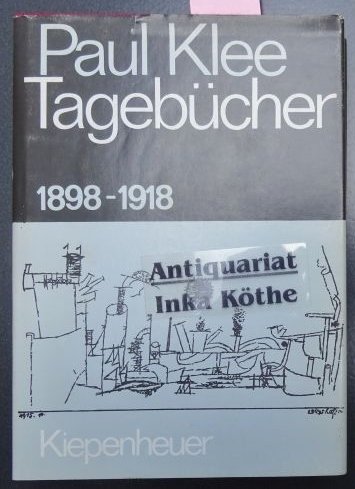 Paul Klee
Tagebücher
1898-1918
Antiquariat
Inka Köthe
Kiepenheuer